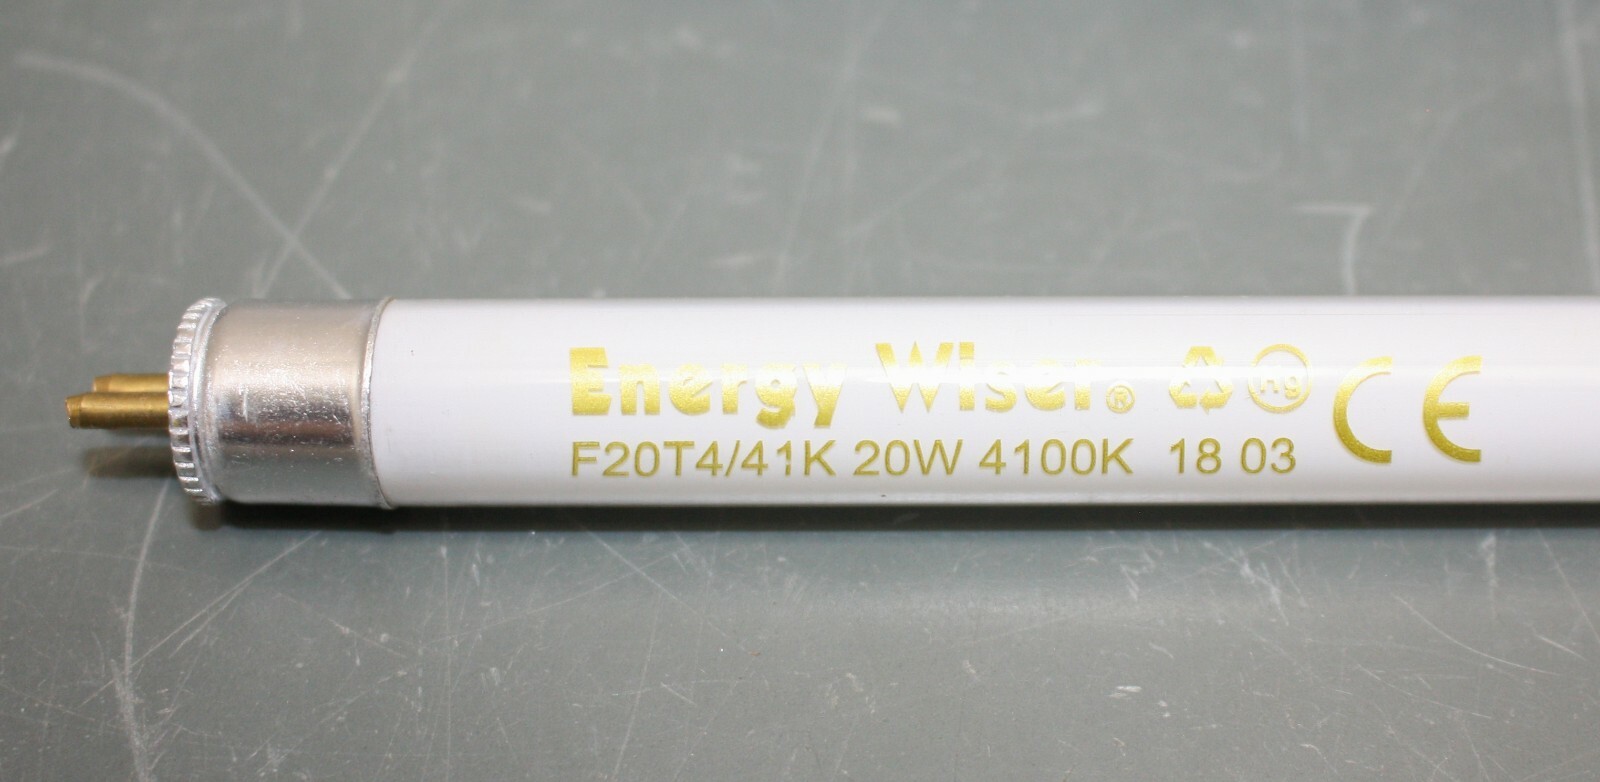 Energy Wiser® Hg CE
F20T4/41K 20W 4100K 18 03